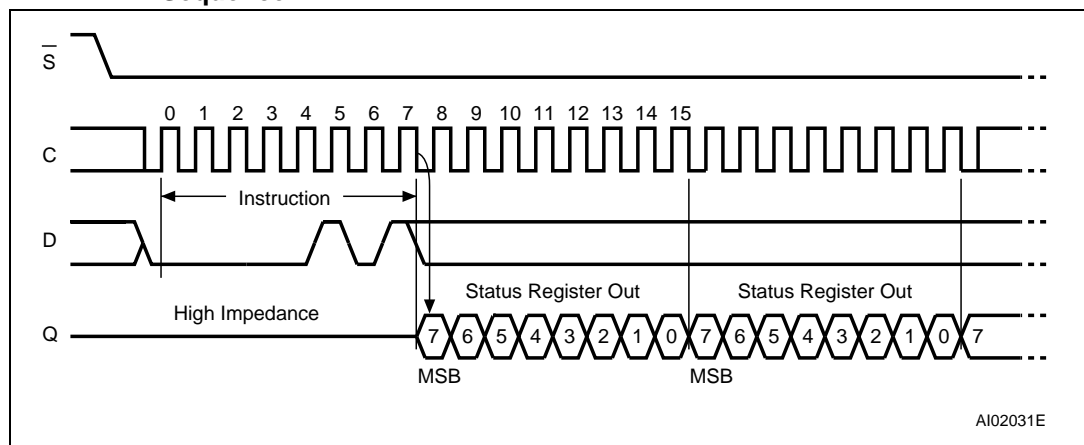 S
0 1 2 3 4 5 6 7 8 9 10 11 12 13 14 15
C
Instruction
D
Status Register Out Status Register Out
High Impedance
Q 7 6 5 4 3 2 1 0 7 6 5 4 3 2 1 0 7
MSB MSB
AI02031E